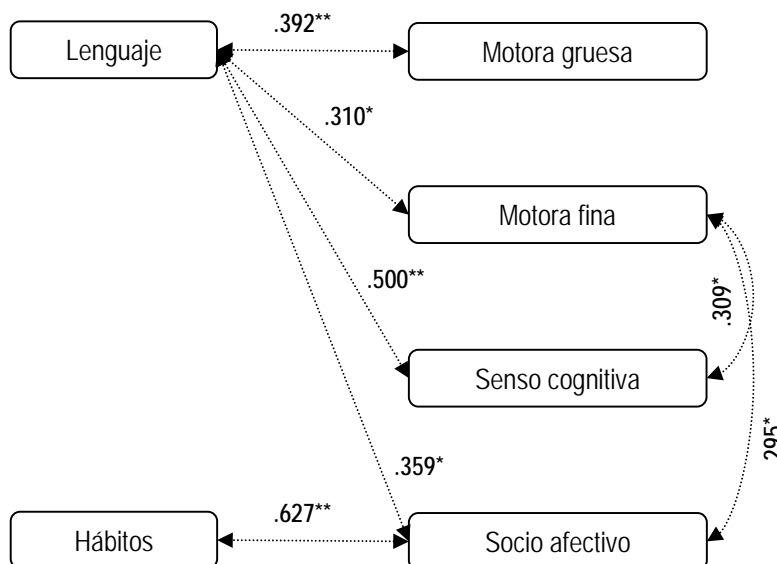 .392**
Lenguaje
Motora gruesa
.310*
Motora fina
.500**
.309*
Senso cognitiva
.295*
.359*
.627**
Hábitos
Socio afectivo